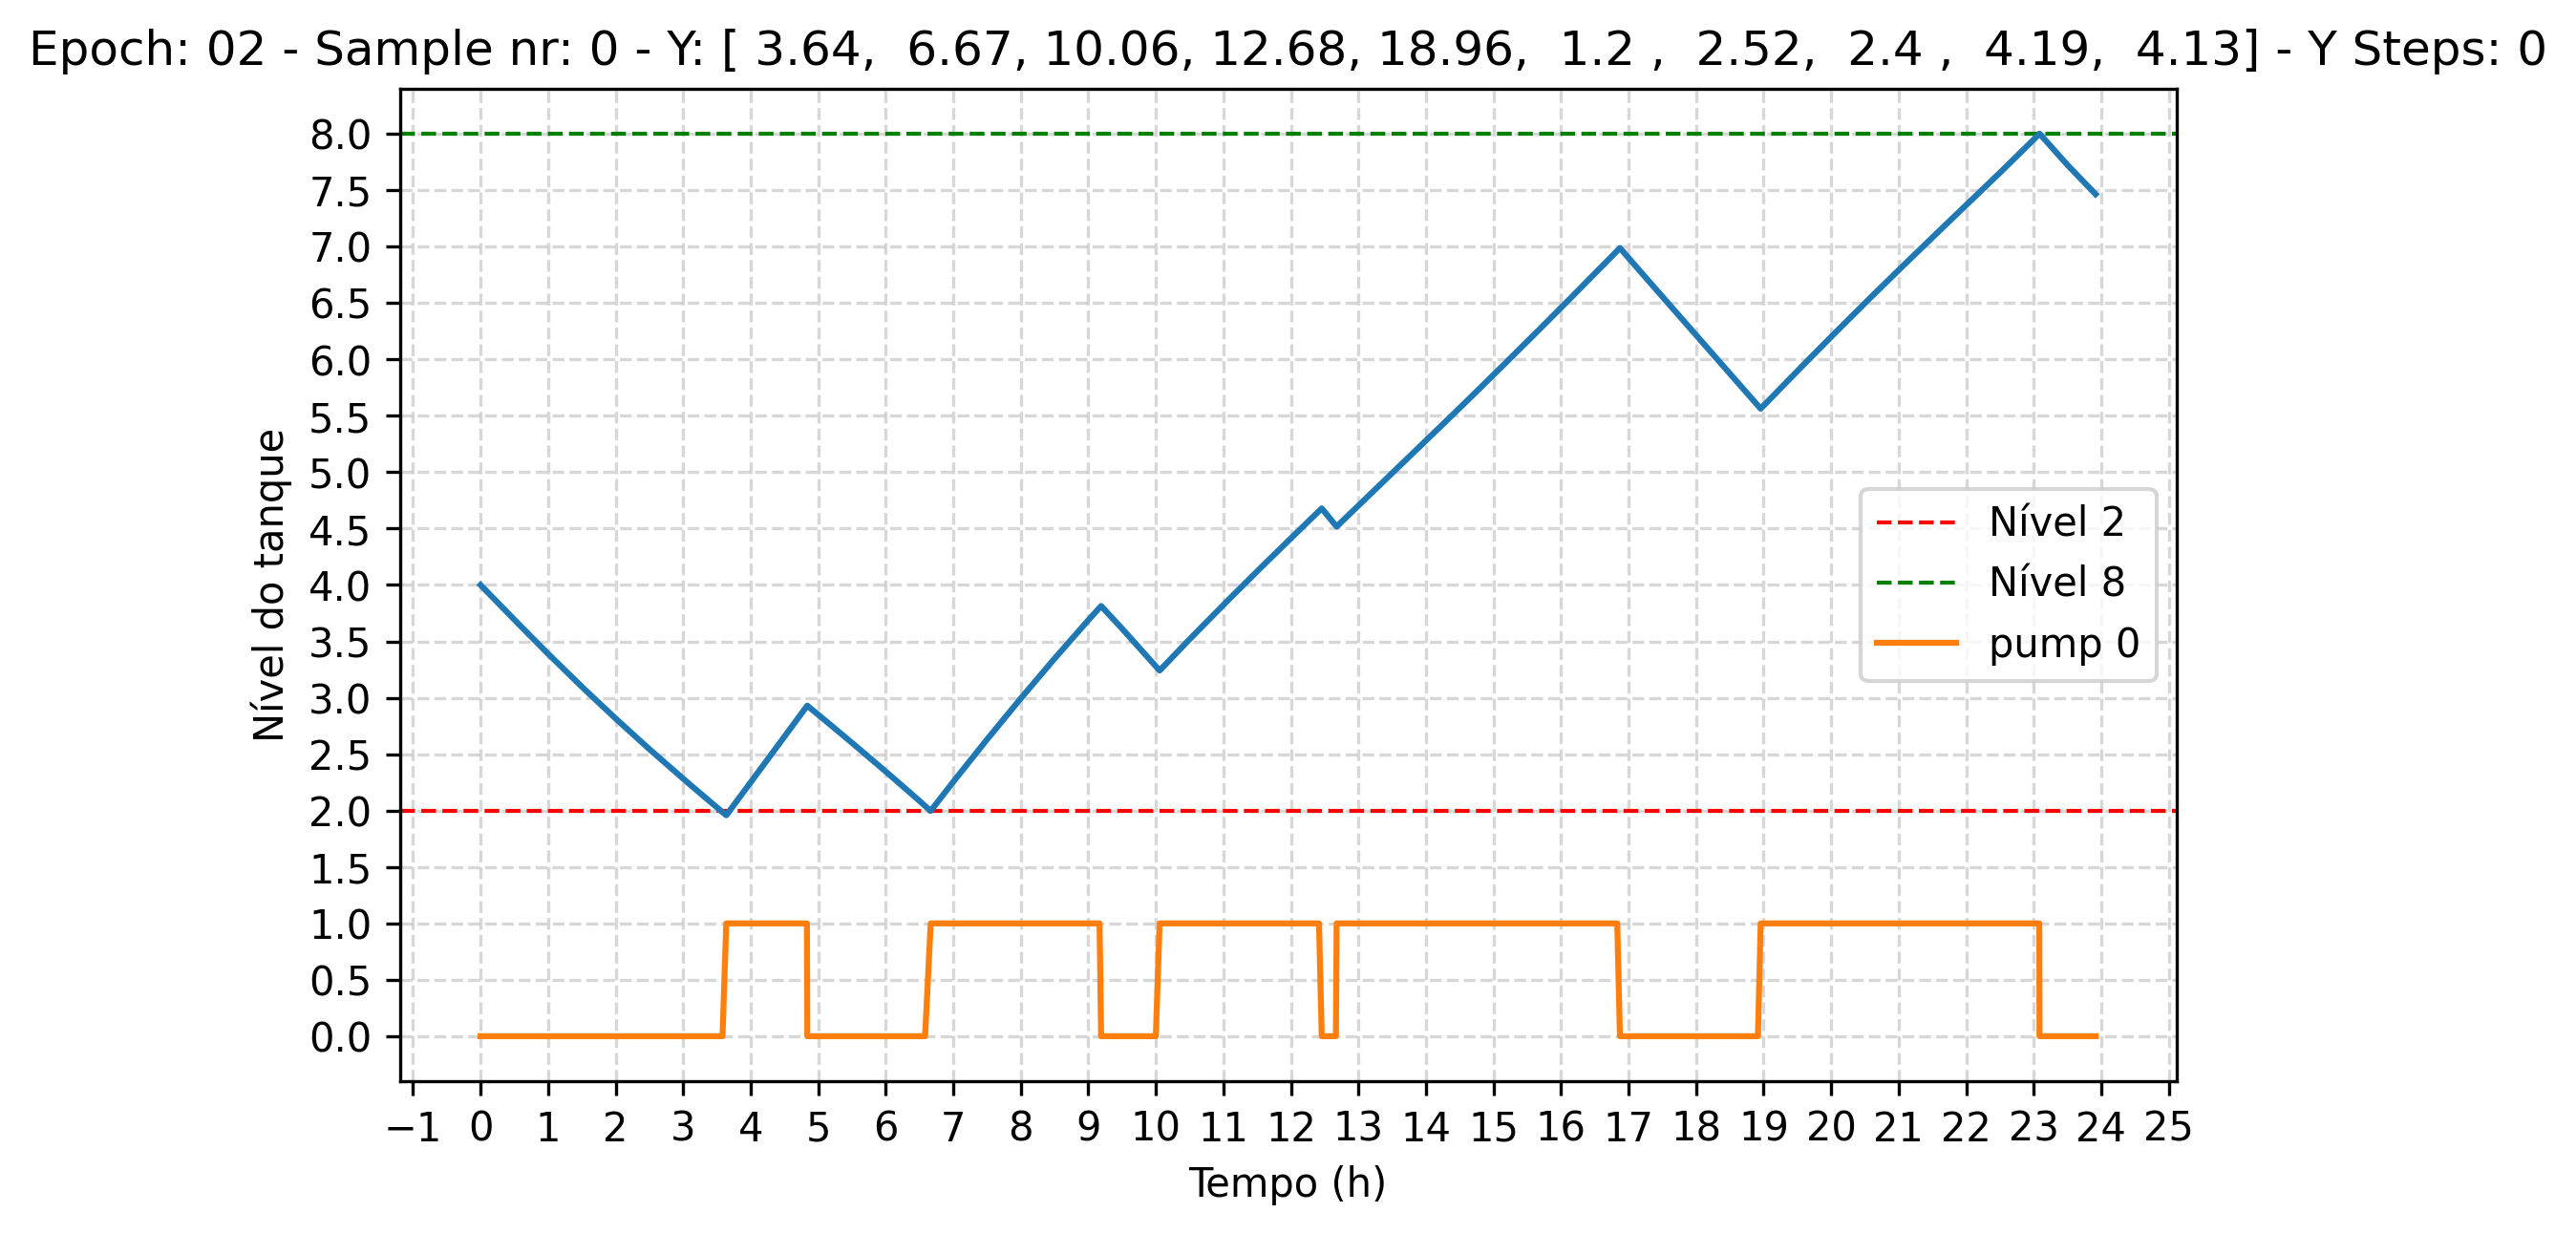 Epoch: 02 - Sample nr: 0 - Y: [ 3.64,  6.67, 10.06, 12.68, 18.96,  1.2 ,  2.52,  2.4 ,  4.19,  4.13] - Y Steps: 0
8.0
7.5
7.0
6.5
6.0
5.5
5.0
4.5
4.0
3.5
3.0
2.5
2.0
1.5
1.0
0.5
0.0
Nível do tanque
Nível 2
Nível 8
pump 0
−1 0 1 2 3 4 5 6 7 8 9 10 11 12 13 14 15 16 17 18 19 20 21 22 23 24 25
Tempo (h)